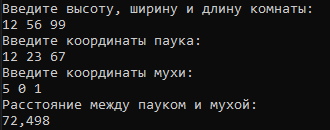 Введите высоту, ширину и длину комнаты:
12 56 99
Введите координаты паука:
12 23 67
Введите координаты мухи:
5 0 1
Расстояние между пауком и мухой:
72,498